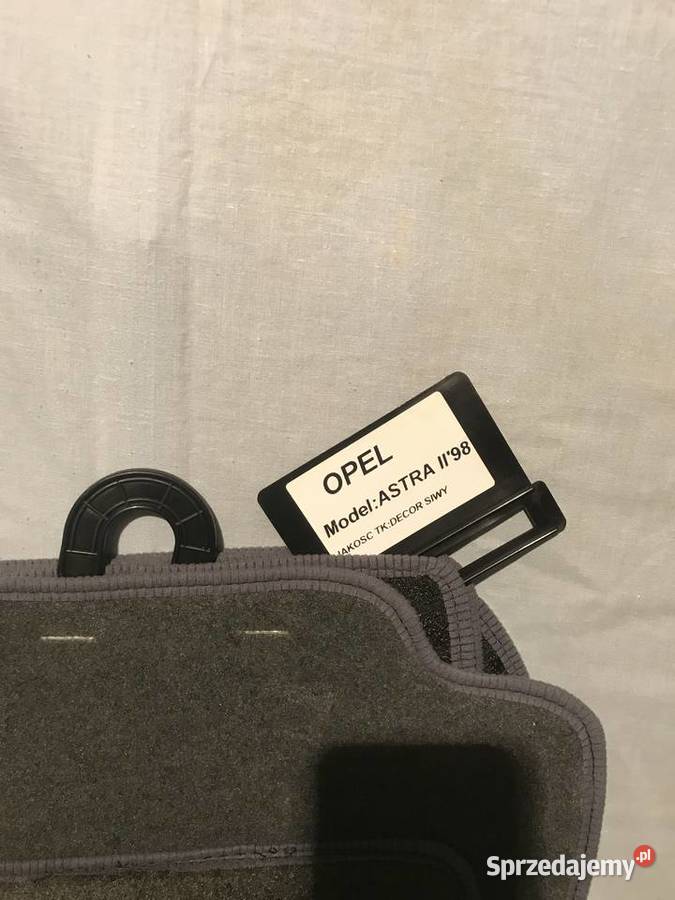 OPEL
Model:ASTRA II'98
JAKOSC TK:DECOR SIWY
Sprzedajemy.pl